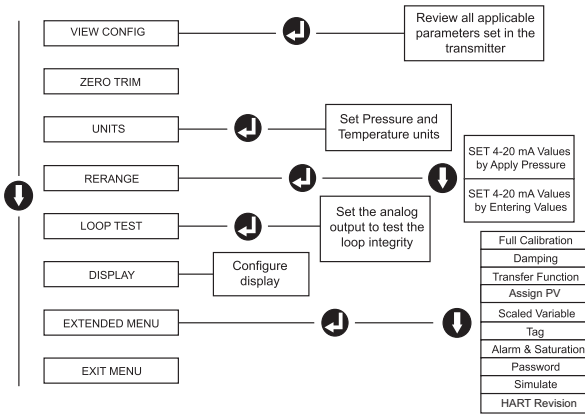 VIEW CONFIG
Review all applicable
parameters set in the
transmitter
ZERO TRIM
UNITS
Set Pressure and
Temperature units
RERANGE
SET 4-20 mA Values
by Apply Pressure
SET 4-20 mA Values
by Entering Values
LOOP TEST
Set the analog
output to test the
loop integrity
DISPLAY
Configure
display
EXTENDED MENU
Full Calibration
Damping
Transfer Function
Assign PV
Scaled Variable
Tag
Alarm & Saturation
Password
Simulate
HART Revision
EXIT MENU